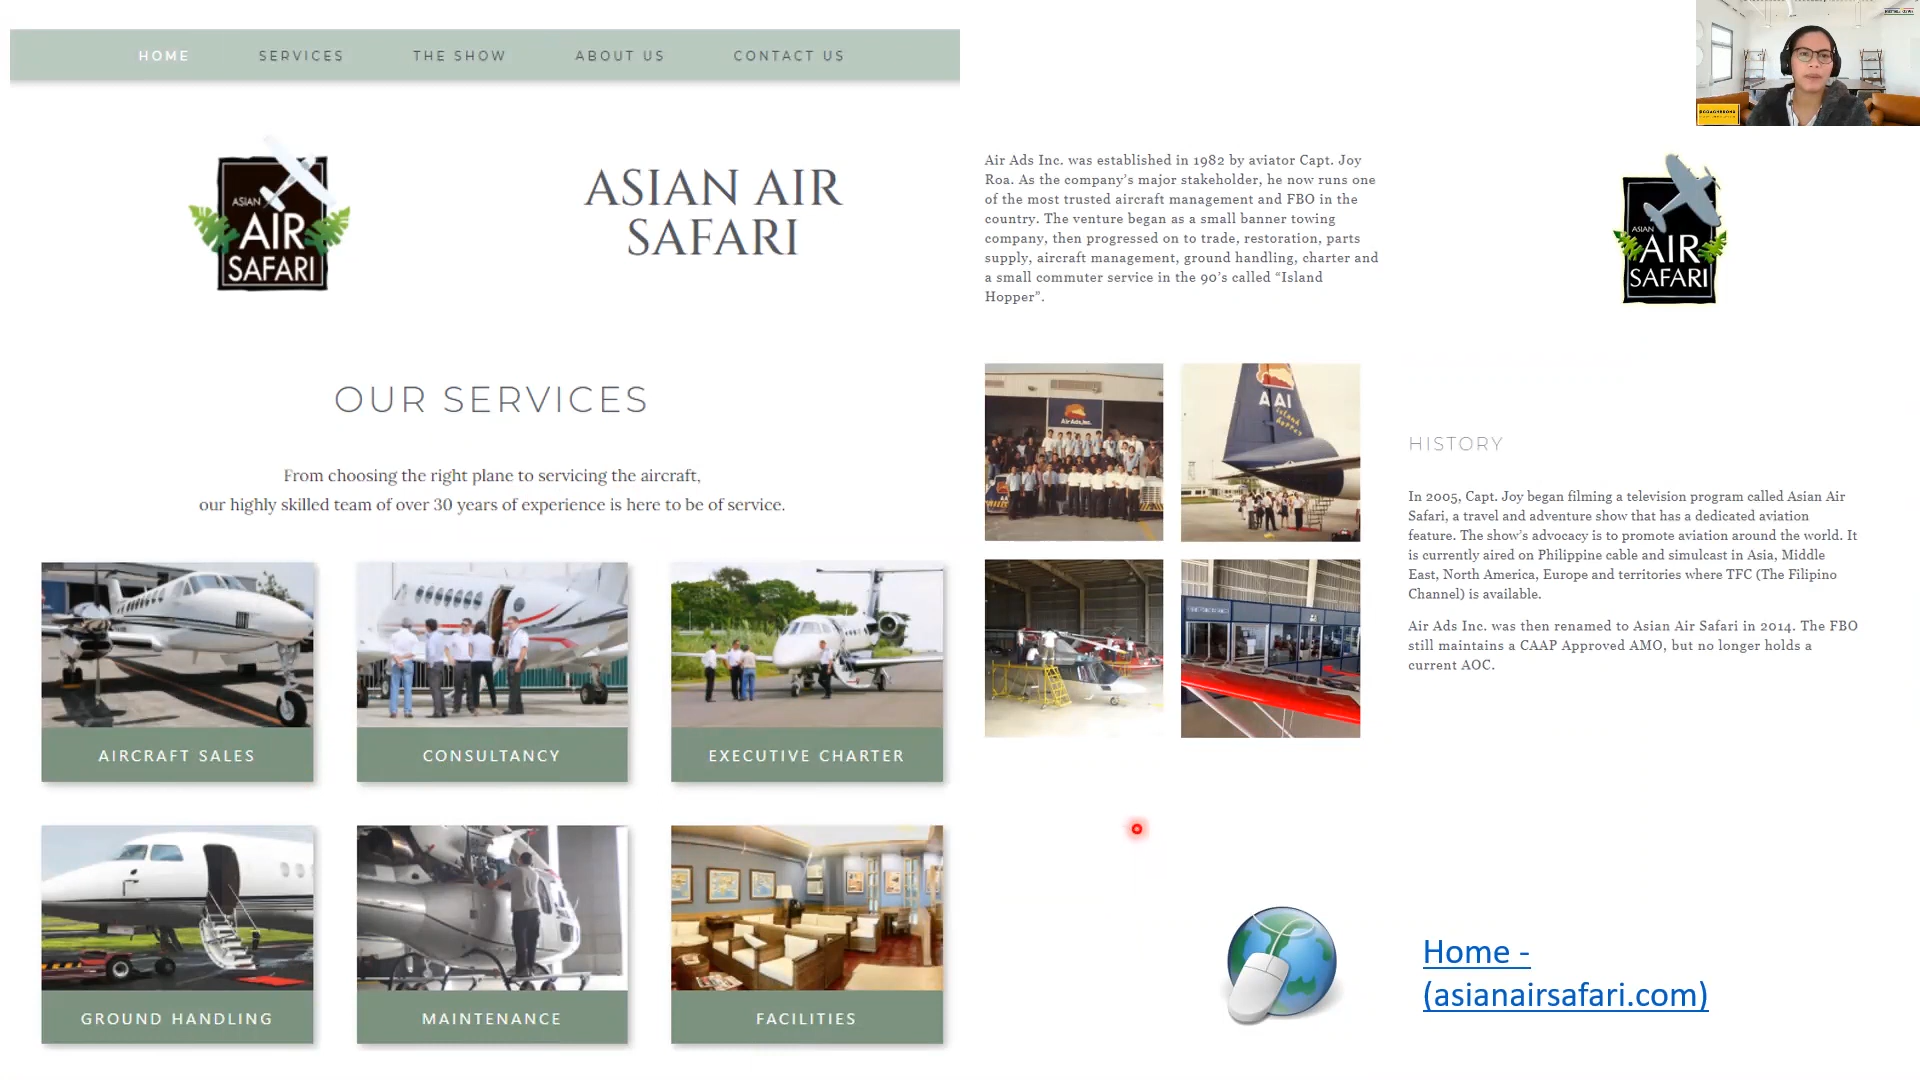 HOME SERVICES THE SHOW ABOUT US CONTACT US
ASIAN
AIR
SAFARI
ASIAN AIR
SAFARI
OUR SERVICES
From choosing the right plane to servicing the aircraft,
our highly skilled team of over 30 years of experience is here to be of service.
AIRCRAFT SALES
CONSULTANCY
EXECUTIVE CHARTER
GROUND HANDLING
MAINTENANCE
FACILITIES
Air Ads Inc. was established in 1982 by aviator Capt. Joy
Roa. As the company's major stakeholder, he now runs one
of the most trusted aircraft management and FBO in the
country. The venture began as a small banner towing
company, then progressed on to trade, restoration, parts
supply, aircraft management, ground handling, charter and
a small commuter service in the 90's called “Island
Hopper”.
ASIAN
AIR
SAFARI
Air Ads, Inc.
AAI
island
hopper
HISTORY
In 2005, Capt. Joy began filming a television program called Asian Air
Safari, a travel and adventure show that has a dedicated aviation
feature. The show's advocacy is to promote aviation around the world. It
is currently aired on Philippine cable and simulcast in Asia, Middle
East, North America, Europe and territories where TFC (The Filipino
Channel) is available.
Air Ads Inc. was then renamed to Asian Air Safari in 2014. The FBO
still maintains a CAAP Approved AMO, but no longer holds a
current AOC.
Home -
(asianairsafari.com)